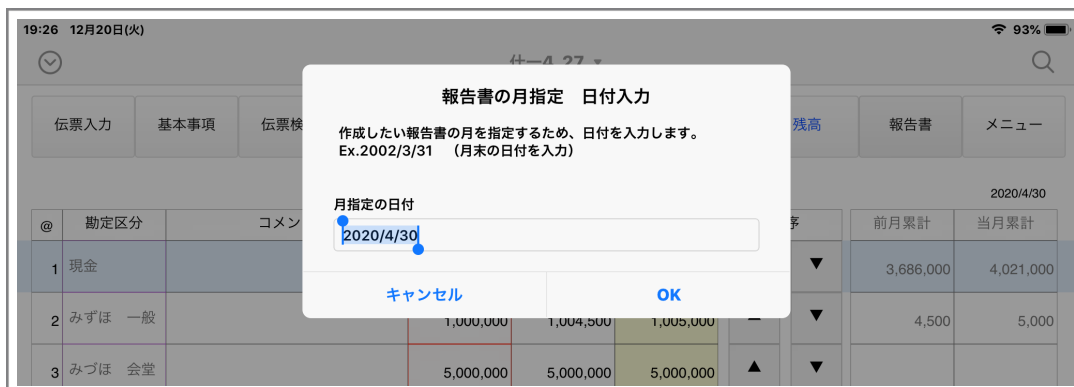 19:26 12月20日(火)
93%
仕一4.27 ▼
伝票入力 基本事項 伝票検 残高 報告書 メニュー
報告書の月指定 日付入力
作成したい報告書の月を指定するため、日付を入力します。
Ex.2002/3/31 （月末の日付を入力）
月指定の日付
2020/4/30
キャンセル OK
2020/4/30
@ 勘定区分 コメン 序 前月累計 当月累計
1 現金 ▼ 3,686,000 4,021,000
2 みずほ 一般 1,000,000 1,004,500 1,005,000 ▼ 4,500 5,000
3 みづほ 会堂 5,000,000 5,000,000 5,000,000 ▲ ▼